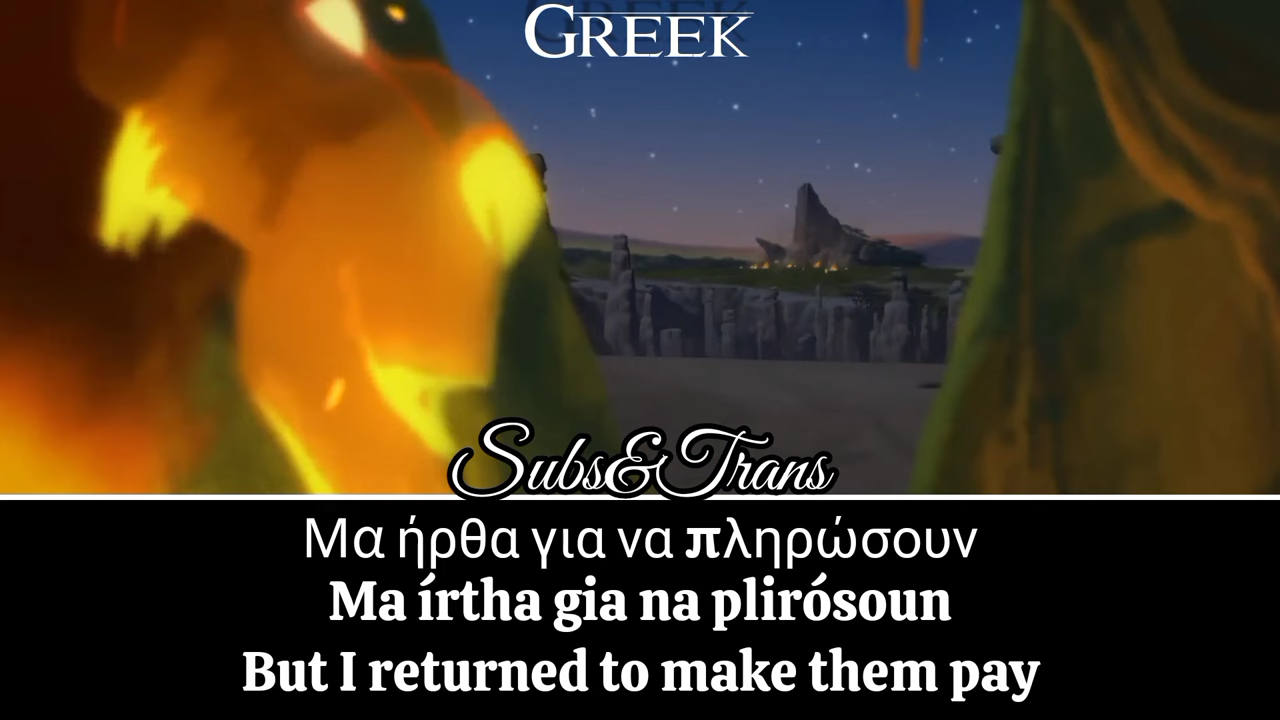 GREEK
Subs&Trans
Μα ήρθα για να πληρώσουν
Ma írtha gia na plirósoun
But I returned to make them pay